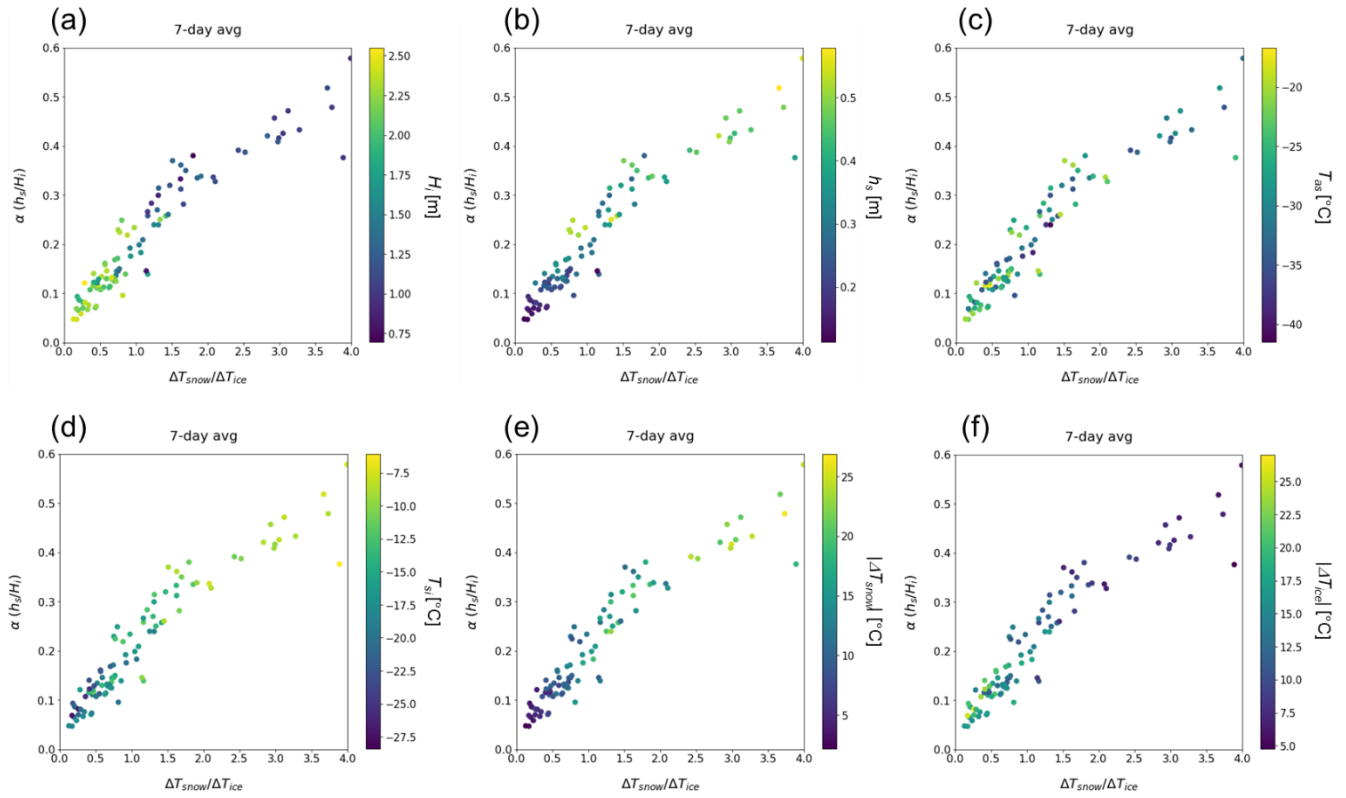 (a)
7-day avg
α (hs/Hi)
0.6
0.5
0.4
0.3
0.2
0.1
0.0
0.0 0.5 1.0 1.5 2.0 2.5 3.0 3.5 4.0
ΔTsnow/ΔTice
2.50
2.25
2.00
1.75
1.50
1.25
1.00
0.75
Hi [m]
(b)
7-day avg
α (hs/Hi)
0.6
0.5
0.4
0.3
0.2
0.1
0.0
0.0 0.5 1.0 1.5 2.0 2.5 3.0 3.5 4.0
ΔTsnow/ΔTice
0.5
0.4
0.3
0.2
hs [m]
(c)
7-day avg
α (hs/Hi)
0.6
0.5
0.4
0.3
0.2
0.1
0.0
0.0 0.5 1.0 1.5 2.0 2.5 3.0 3.5 4.0
ΔTsnow/ΔTice
−20
−25
−30
−35
−40
Tas [°C]
(d)
7-day avg
α (hs/Hi)
0.6
0.5
0.4
0.3
0.2
0.1
0.0
0.0 0.5 1.0 1.5 2.0 2.5 3.0 3.5 4.0
ΔTsnow/ΔTice
−7.5
−10.0
−12.5
−15.0
−17.5
−20.0
−22.5
−25.0
−27.5
Tsi [°C]
(e)
7-day avg
α (hs/Hi)
0.6
0.5
0.4
0.3
0.2
0.1
0.0
0.0 0.5 1.0 1.5 2.0 2.5 3.0 3.5 4.0
ΔTsnow/ΔTice
25
20
15
10
5
|ΔTsnow| [°C]
(f)
7-day avg
α (hs/Hi)
0.6
0.5
0.4
0.3
0.2
0.1
0.0
0.0 0.5 1.0 1.5 2.0 2.5 3.0 3.5 4.0
ΔTsnow/ΔTice
25.0
22.5
20.0
17.5
15.0
12.5
10.0
7.5
5.0
|ΔTice| [°C]